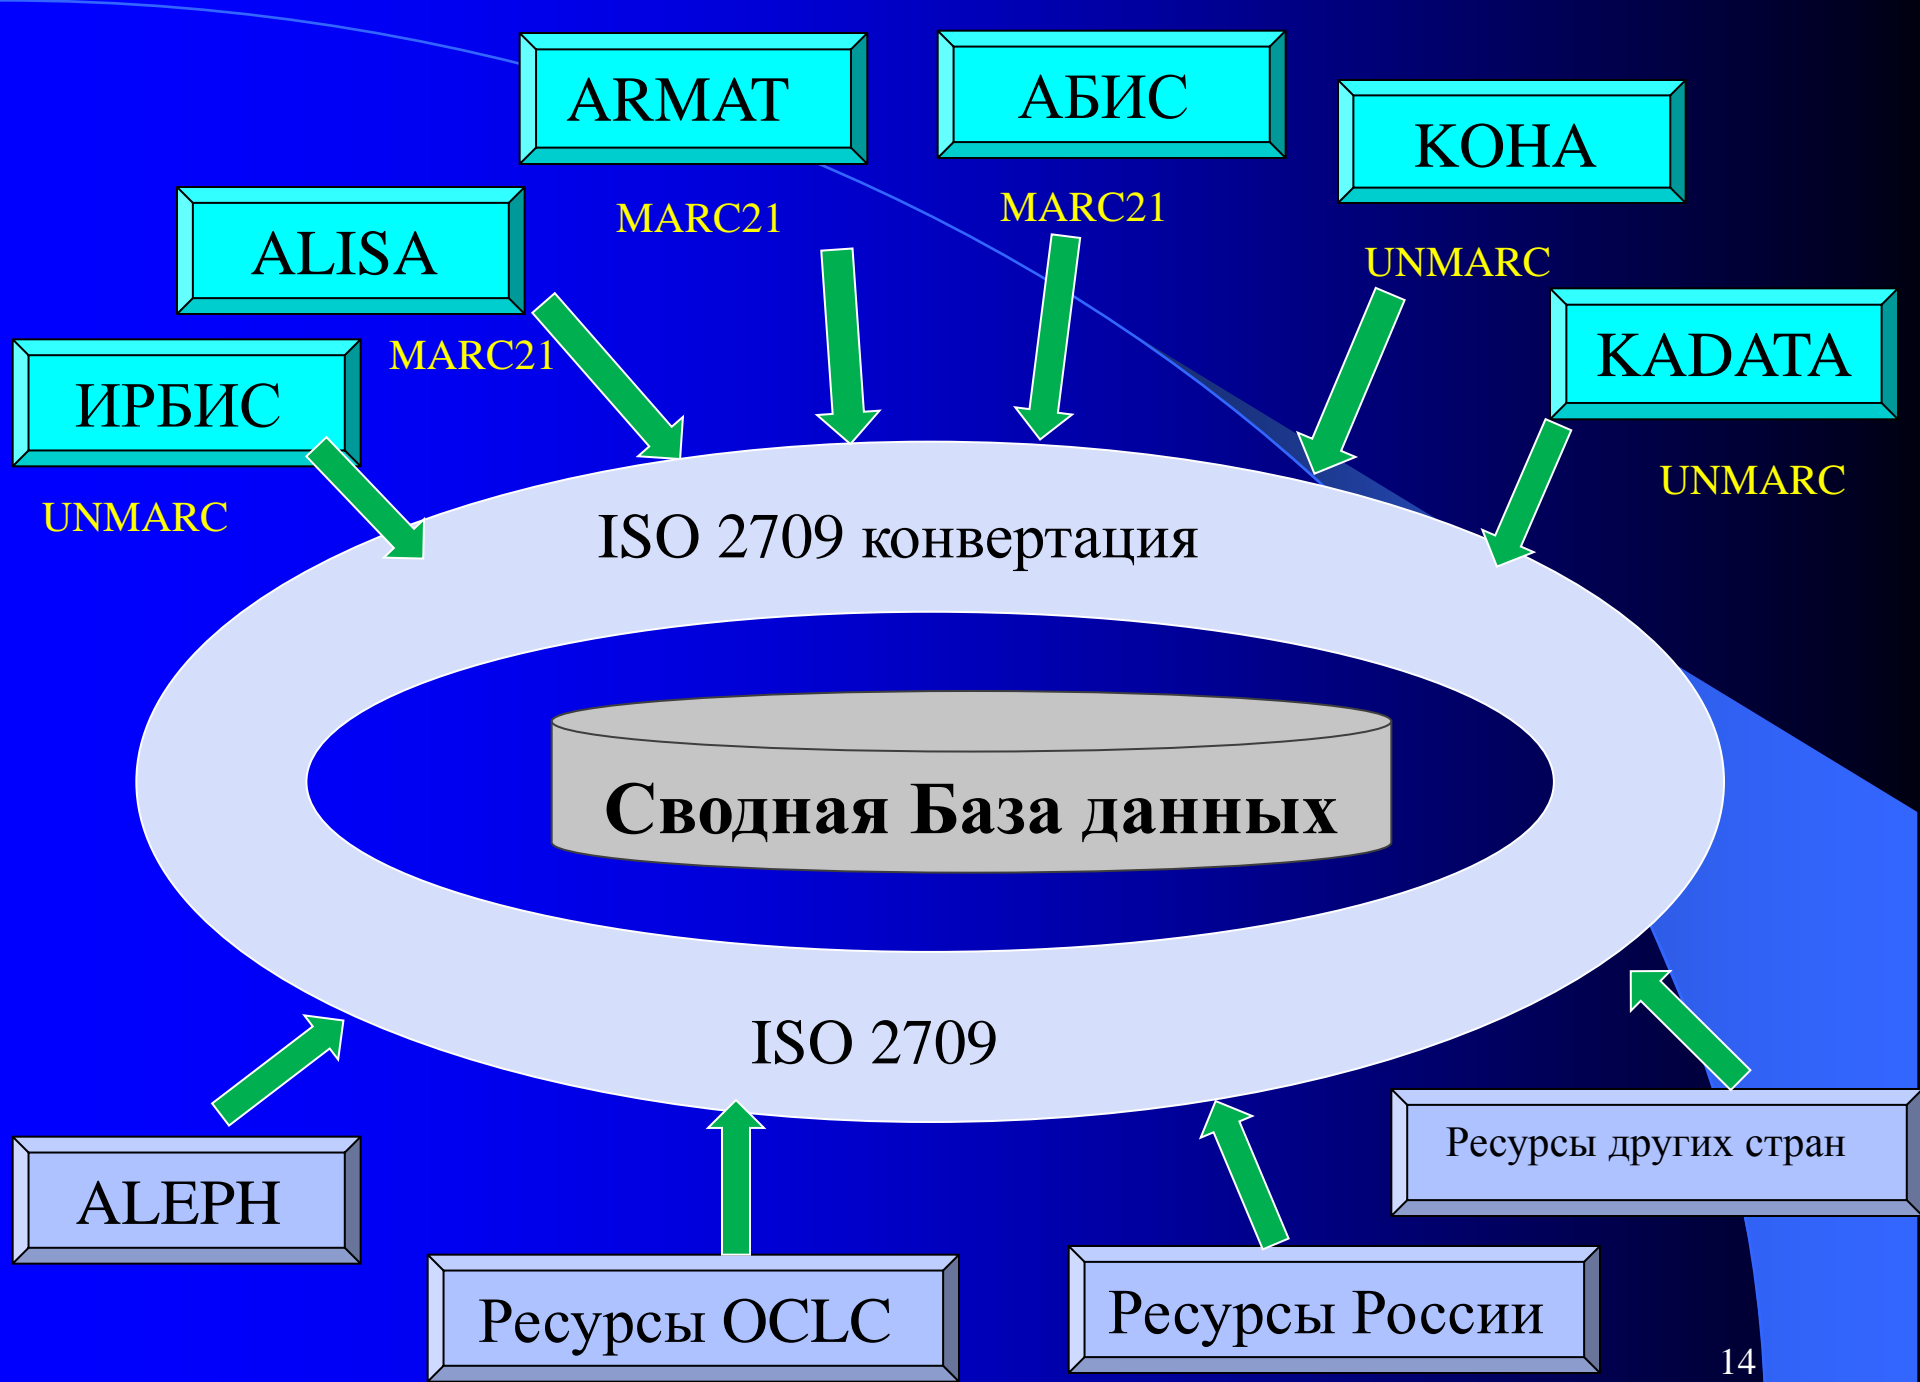 ARMAT
АБИС
KOHA
MARC21
MARC21
ALISA
UNMARC
KADATA
MARC21
ИРБИС
UNMARC
UNMARC
ISO 2709 конвертация
Сводная База данных
ISO 2709
Ресурсы других стран
ALEPH
Ресурсы OCLC
Ресурсы России
14